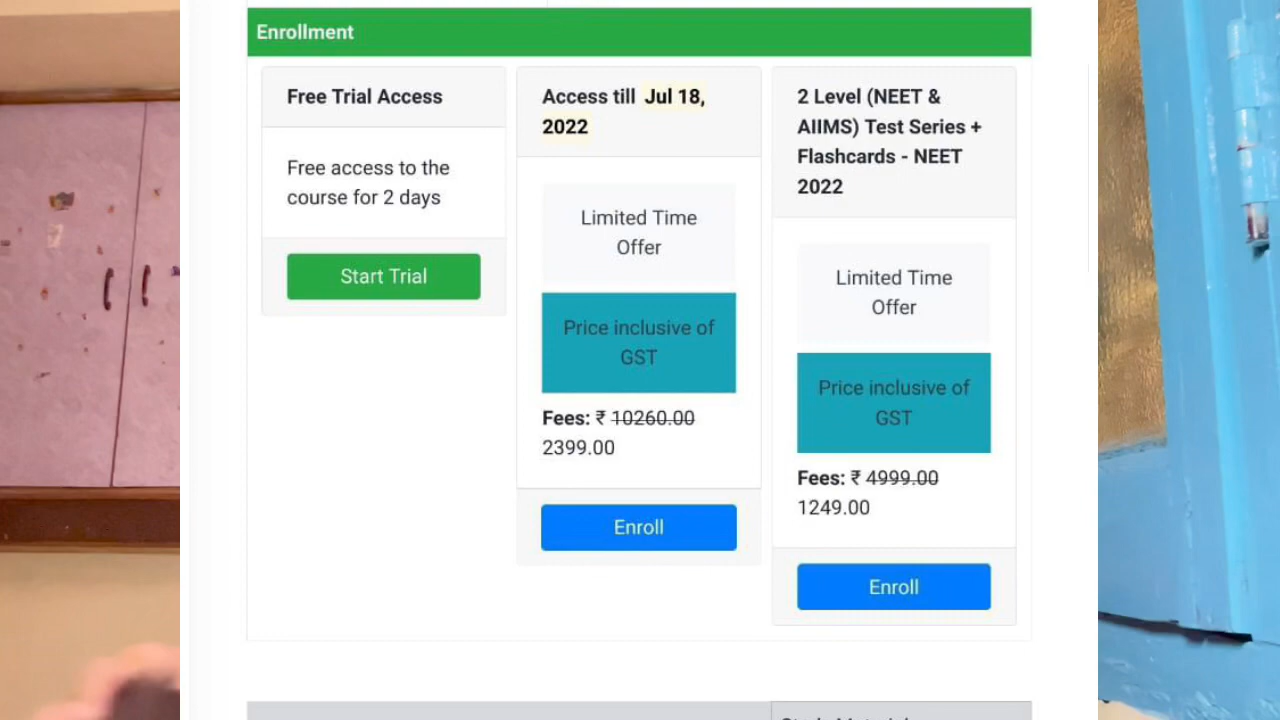 Enrollment
Free Trial Access
Free access to the
course for 2 days
Start Trial
Access till Jul 18,
2022
Limited Time
Offer
Price inclusive of
GST
Fees: ₹ 10260.00
2399.00
Enroll
2 Level (NEET &
AIIMS) Test Series +
Flashcards - NEET
2022
Limited Time
Offer
Price inclusive of
GST
Fees: ₹ 4999.00
1249.00
Enroll